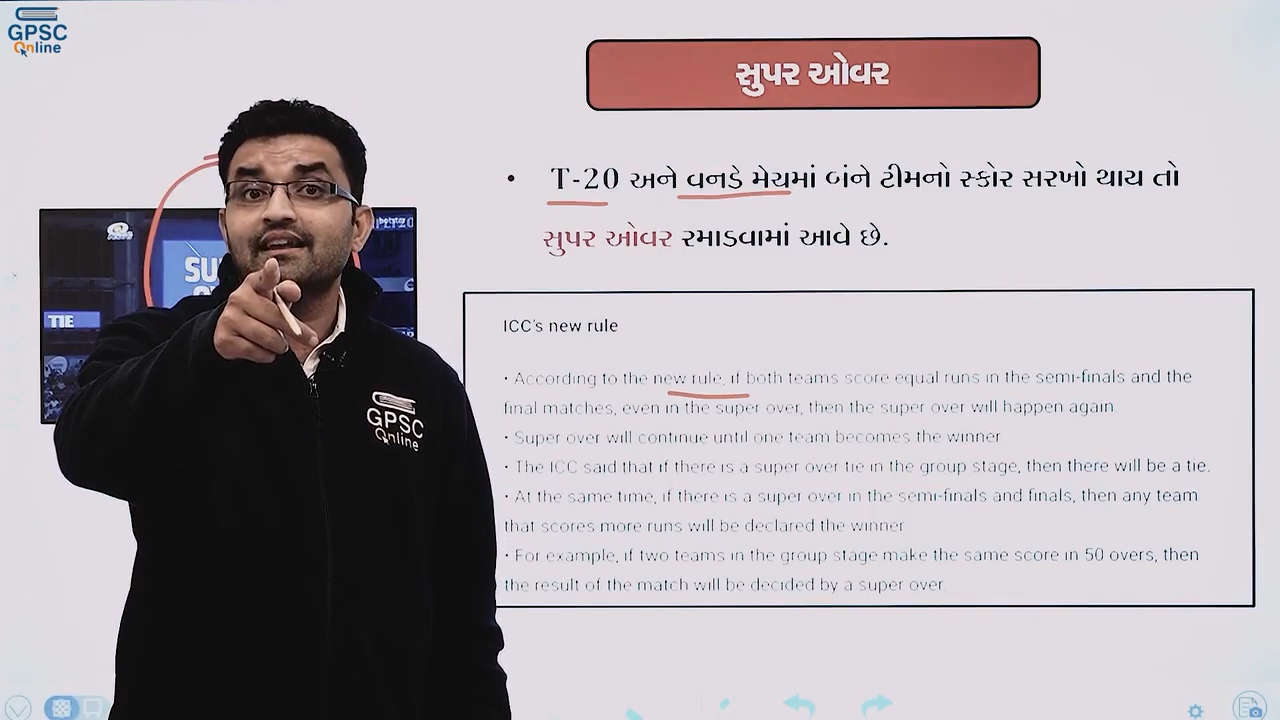 GPSC
Online
સુપર ઓવર
• T-20 અને વનડે મેચમાં બંને ટીમનો સ્કોર સરખો થાય તો
સુપર ઓવર રમાડવામાં આવે છે.
SU
TIE
ICC's new rule
• According to the new rule, if both teams score equal runs in the semi-finals and the
final matches, even in the super over, then the super over will happen again.
• Super over will continue until one team becomes the winner
• The ICC said that if there is a super over tie in the group stage, then there will be a tie.
• At the same time, if there is a super over in the semi-finals and finals, then any team
that scores more runs will be declared the winner
• For example, if two teams in the group stage make the same score in 50 overs, then
the result of the match will be decided by a super over.
GPSC
Online